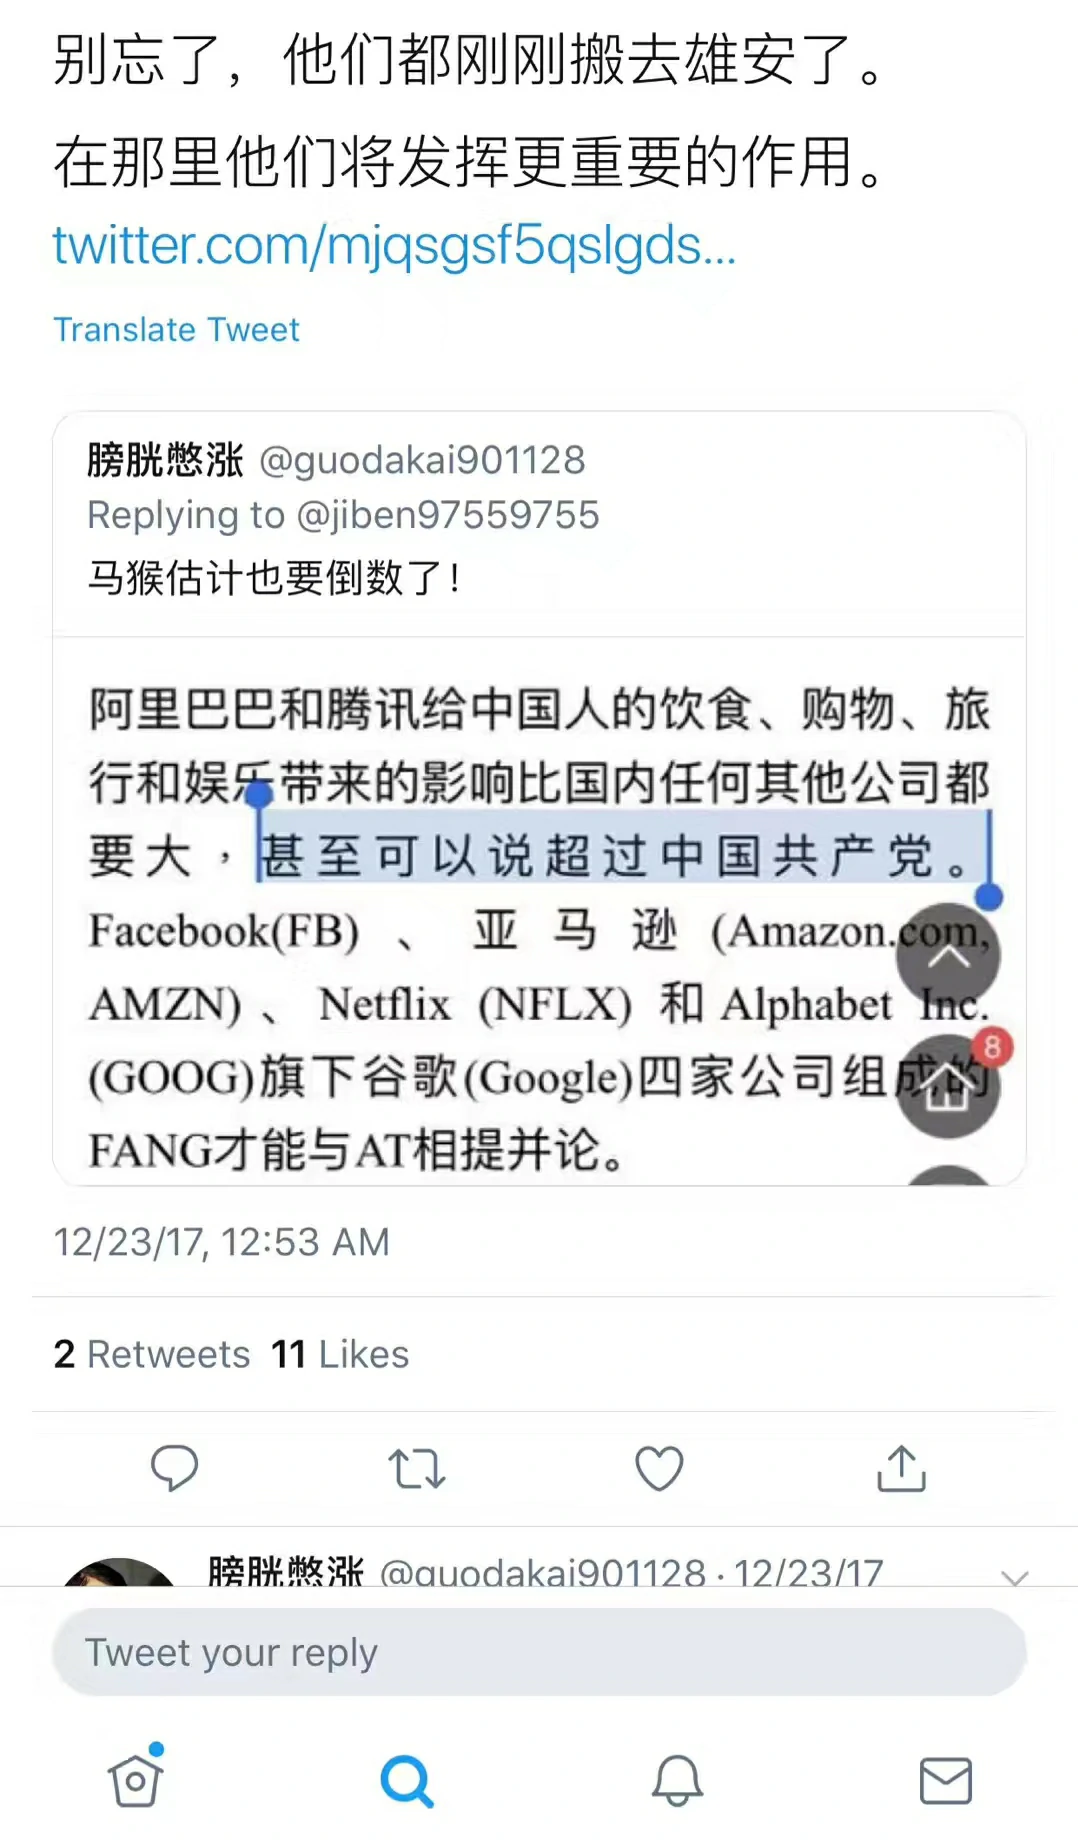 别忘了，他们都刚刚搬去雄安了。
在那里他们将发挥更重要的作用。
twitter.com/mjqsgsf5qslgds...
Translate Tweet
膀胱憋涨 @guodakai901128
Replying to @jiben97559755
马猴估计也要倒数了！
阿里巴巴和腾讯给中国人的饮食、购物、旅
行和娱乐带来的影响比国内任何其他公司都
要大，甚至可以说超过中国共产党。
Facebook(FB) 、 亚马逊 (Amazon.com,
AMZN) 、 Netflix (NFLX) 和 Alphabet Inc.
(GOOG)旗下谷歌(Google)四家公司组成的
8
FANG才能与AT相提并论。
12/23/17, 12:53 AM
2 Retweets 11 Likes
膀胱憋涨 @guodakai901128 · 12/23/17
Tweet your reply